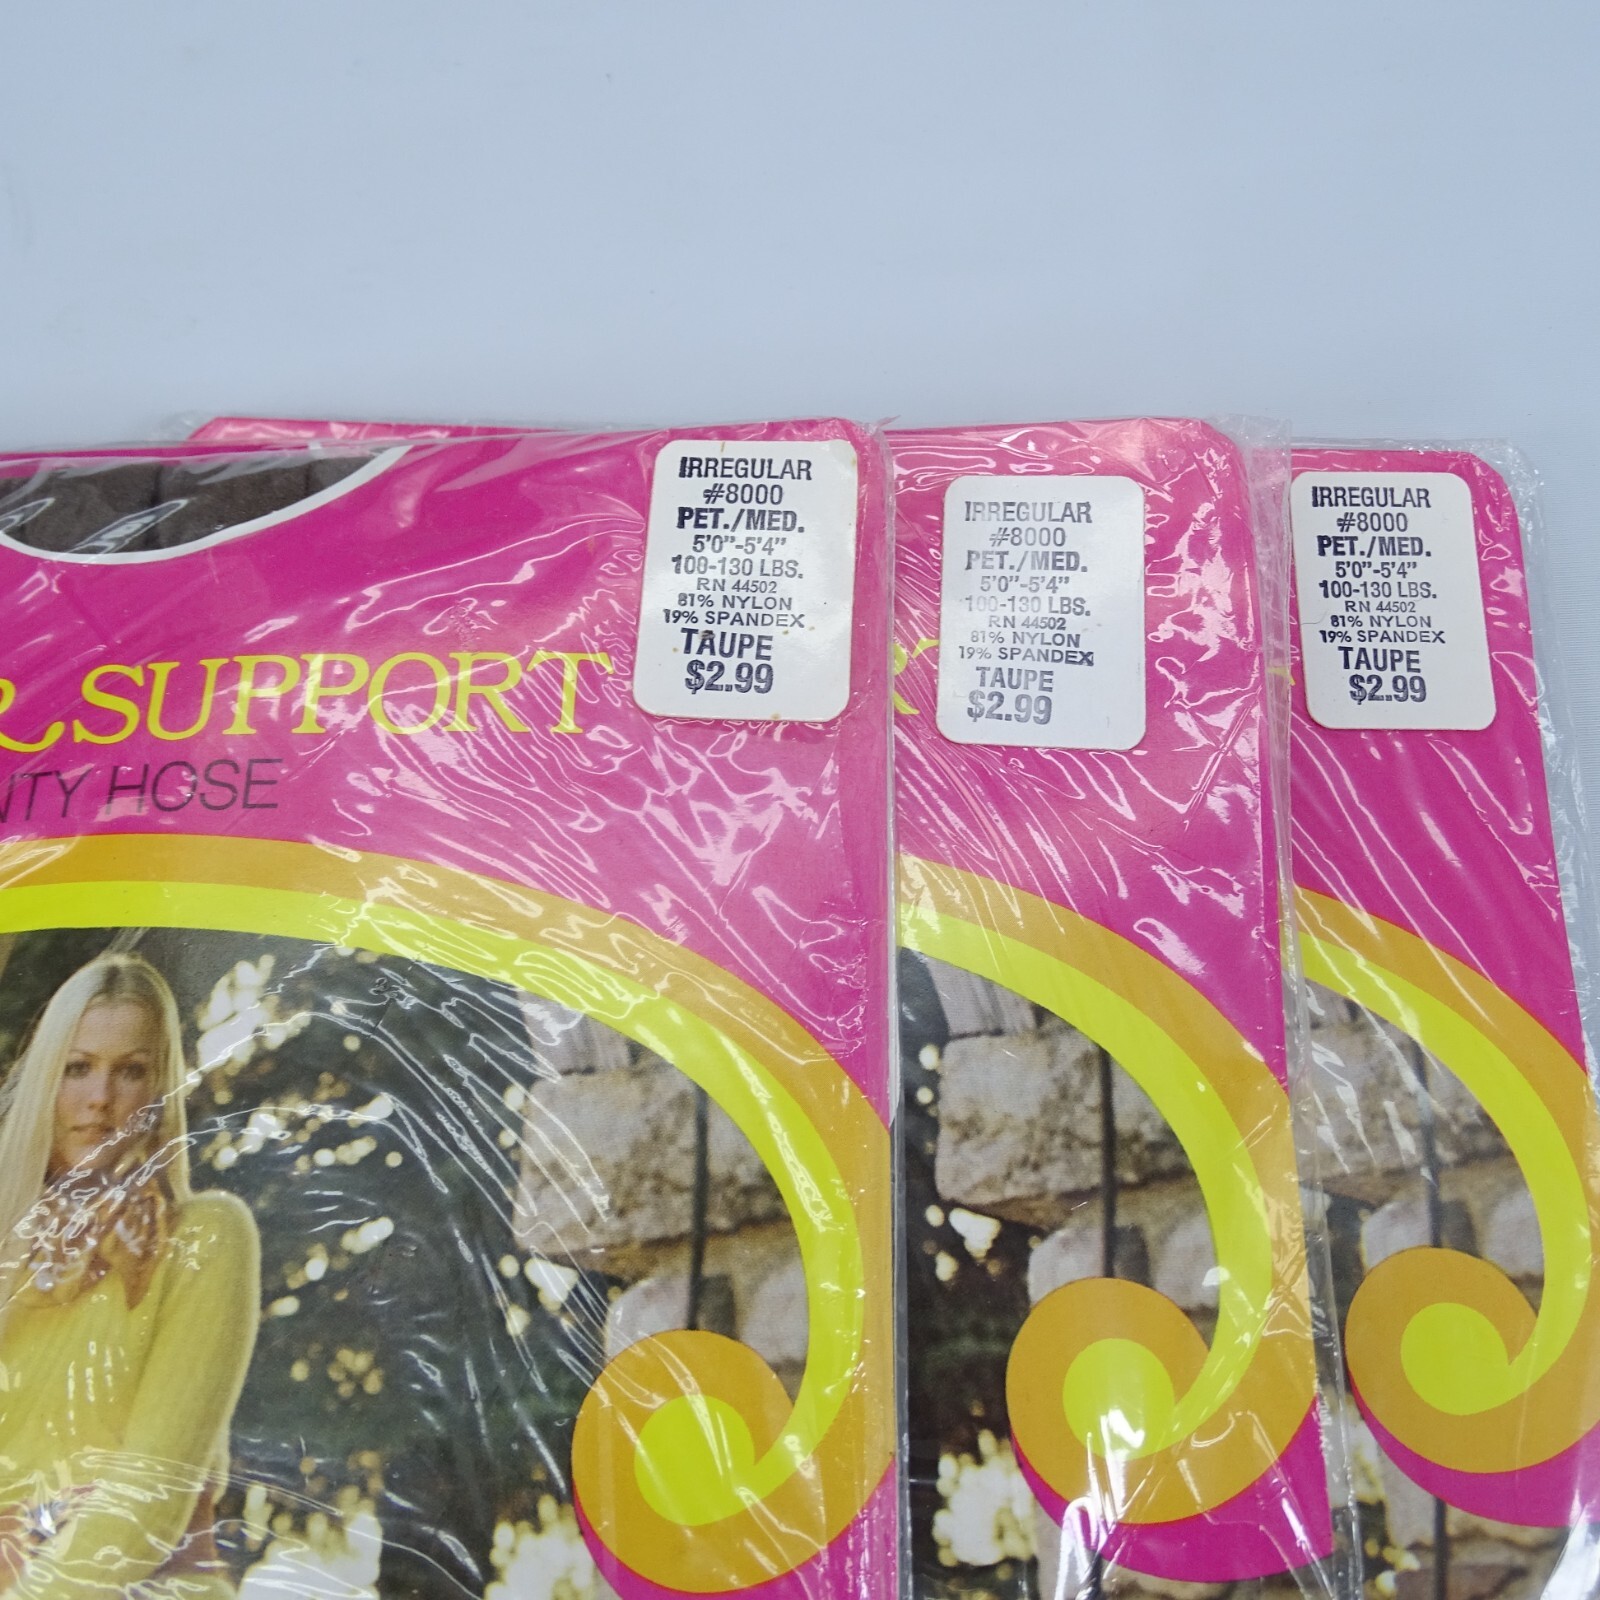 IRREGULAR
#8000
PET./MED.
5'0"-5'4"
100-130 LBS.
RN 44502
81% NYLON
19% SPANDEX
TAUPE
$2.99
R SUPPORT
NTY HOSE
IRREGULAR
#8000
PET./MED.
5'0"-5'4"
100-130 LBS.
RN 44502
81% NYLON
19% SPANDEX
TAUPE
$2.99
RT
IRREGULAR
#8000
PET./MED.
5'0"-5'4"
100-130 LBS.
RN 44502
81% NYLON
19% SPANDEX
TAUPE
$2.99